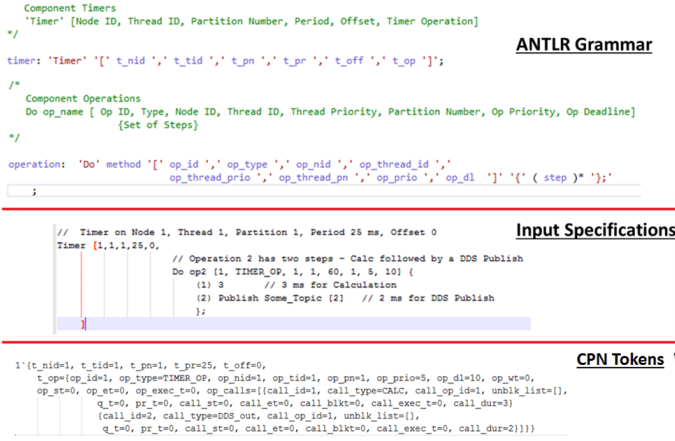 Component Timers
'Timer' [Node ID, Thread ID, Partition Number, Period, Offset, Timer Operation]
*/
ANTLR Grammar
timer: 'Timer' '[' t_nid ',' t_tid ',' t_pn ',' t_pr ',' t_off ',' t_op ']';
/*
Component Operations
Do op_name [ Op ID, Type, Node ID, Thread ID, Thread Priority, Partition Number, Op Priority, Op Deadline]
{Set of Steps}
*/
operation: 'Do' method '[' op_id ',' op_type ',' op_nid ',' op_thread_id ','
op_thread_prio ',' op_thread_pn ',' op_prio ',' op_dl ']' '{' ( step )* '};'
;
Input Specifications
// Timer on Node 1, Thread 1, Partition 1, Period 25 ms, Offset 0
Timer [1,1,1,25,0,
// Operation 2 has two steps - Calc followed by a DDS Publish
Do op2 [1, TIMER_OP, 1, 1, 60, 1, 5, 10] {
(1) 3 // 3 ms for Calculation
(2) Publish Some_Topic [2] // 2 ms for DDS Publish
};
]
CPN Tokens
1`{t_nid=1, t_tid=1, t_pn=1, t_pr=25, t_off=0,
t_op={op_id=1, op_type=TIMER_OP, op_nid=1, op_tid=1, op_pn=1, op_prio=5, op_dl=10, op_wt=0,
op_st=0, op_et=0, op_exec_t=0, op_calls=[{call_id=1, call_type=CALC, call_op_id=1, unblk_list=[],
q_t=0, pr_t=0, call_st=0, call_et=0, call_blkt=0, call_exec_t=0, call_dur=3}
{call_id=2, call_type=DDS_out, call_op_id=1, unblk_list=[],
q_t=0, pr_t=0, call_st=0, call_et=0, call_blkt=0, call_exec_t=0, call_dur=2}]}}